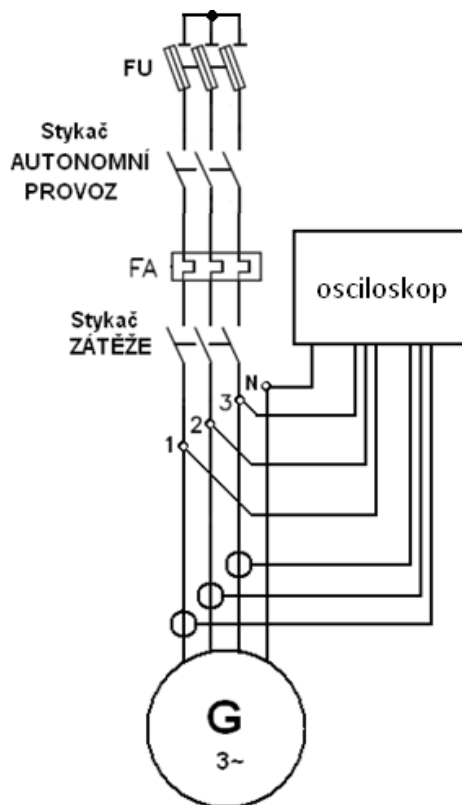 FU
Stykač
AUTONOMNÍ
PROVOZ
FA
osciloskop
Stykač
ZÁTĚŽE
N
3
2
1
G
3~